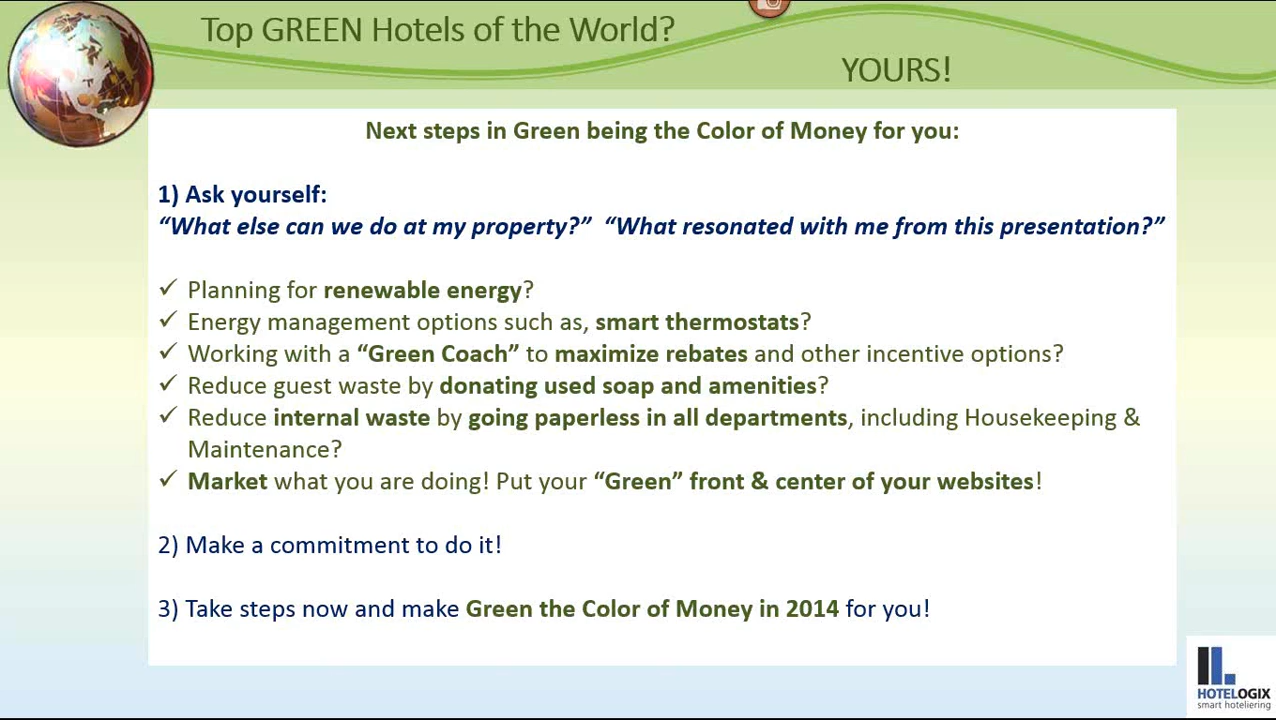 Top GREEN Hotels of the World?
YOURS!
Next steps in Green being the Color of Money for you:
1) Ask yourself:
“What else can we do at my property?” “What resonated with me from this presentation?”
✓ Planning for renewable energy?
✓ Energy management options such as, smart thermostats?
✓ Working with a “Green Coach” to maximize rebates and other incentive options?
✓ Reduce guest waste by donating used soap and amenities?
✓ Reduce internal waste by going paperless in all departments, including Housekeeping &
Maintenance?
✓ Market what you are doing! Put your “Green” front & center of your websites!
2) Make a commitment to do it!
3) Take steps now and make Green the Color of Money in 2014 for you!
HOTELOGIX
smart hoteliering